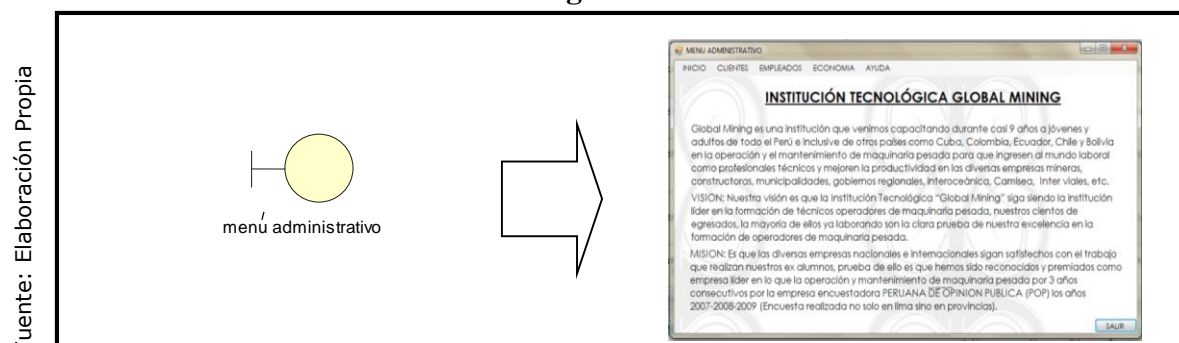 Fuente: Elaboración Propia
menú administrativo
MENU ADMINISTRATIVO
INICIO CLIENTES EMPLEADOS ECONOMIA AYUDA
INSTITUCIÓN TECNOLÓGICA GLOBAL MINING
Global Mining es una institución que venimos capacitando durante casi 9 años a jóvenes y
adultos de todo el Perú e inclusive de otros países como Cuba, Colombia, Ecuador, Chile y Bolivia
en la operación y el mantenimiento de maquinaria pesada para que ingresen al mundo laboral
como profesionales técnicos y mejoren la productividad en las diversas empresas mineras,
constructoras, municipalidades, gobiernos regionales, interoceánica, Camisea, Inter viales, etc.
VISIÓN: Nuestra visión es que la Institución Tecnológica "Global Mining" siga siendo la institución
líder en la formación de técnicos operadores de maquinaria pesada, nuestros cientos de
egresados, la mayoría de ellos ya laborando son la clara prueba de nuestra excelencia en la
formación de operadores de maquinaria pesada.
MISION: Es que las diversas empresas nacionales e internacionales sigan satisfechos con el trabajo
que realizan nuestros ex alumnos, prueba de ello es que hemos sido reconocidos y premiados como
empresa líder en lo que la operación y mantenimiento de maquinaria pesada por 3 años
consecutivos por la empresa encuestadora PERUANA DE OPINION PUBLICA (POP) los años
2007-2008-2009 (Encuesta realizada no solo en lima sino en provincias).
SALIR